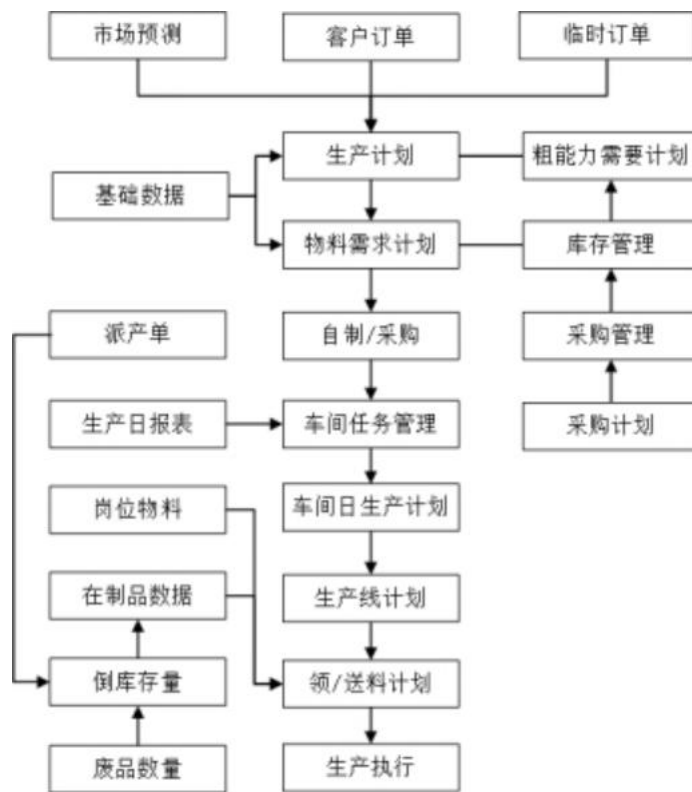 市场预测
客户订单
临时订单
生产计划
粗能力需要计划
基础数据
物料需求计划
库存管理
派产单
自制/采购
采购管理
生产日报表
车间任务管理
采购计划
岗位物料
车间日生产计划
在制品数据
生产线计划
倒库存量
领/送料计划
废品数量
生产执行